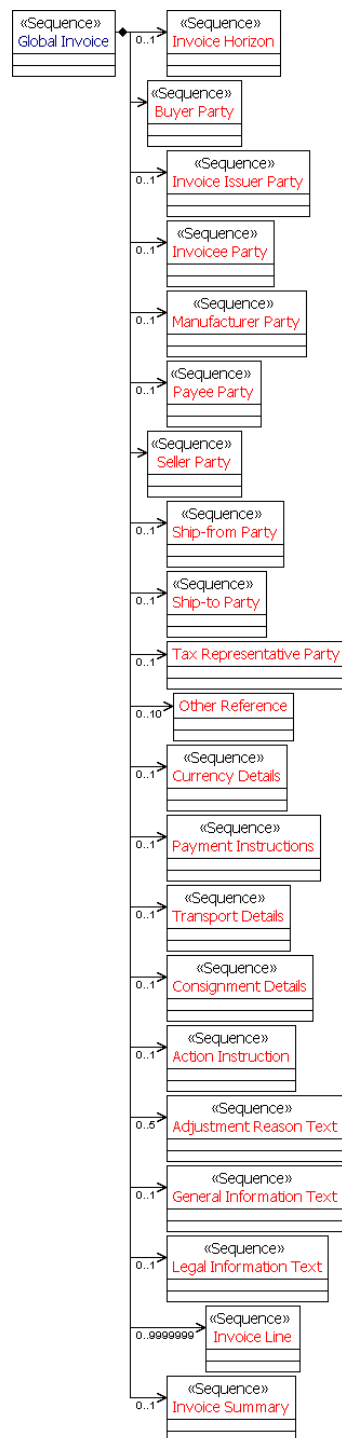 «Sequence»
Global Invoice
«Sequence»
Invoice Horizon
0..1
«Sequence»
Buyer Party
«Sequence»
Invoice Issuer Party
0..1
«Sequence»
Invoicee Party
0..1
«Sequence»
Manufacturer Party
0..1
«Sequence»
Payee Party
0..1
«Sequence»
Seller Party
«Sequence»
Ship-from Party
0..1
«Sequence»
Ship-to Party
0..1
Tax Representative Party
0..1
Other Reference
0..10
«Sequence»
Currency Details
0..1
«Sequence»
Payment Instructions
0..1
«Sequence»
Transport Details
0..1
«Sequence»
Consignment Details
0..1
«Sequence»
Action Instruction
0..1
«Sequence»
Adjustment Reason Text
0..5
«Sequence»
General Information Text
0..1
«Sequence»
Legal Information Text
0..1
«Sequence»
Invoice Line
0..9999999
«Sequence»
Invoice Summary
0..1